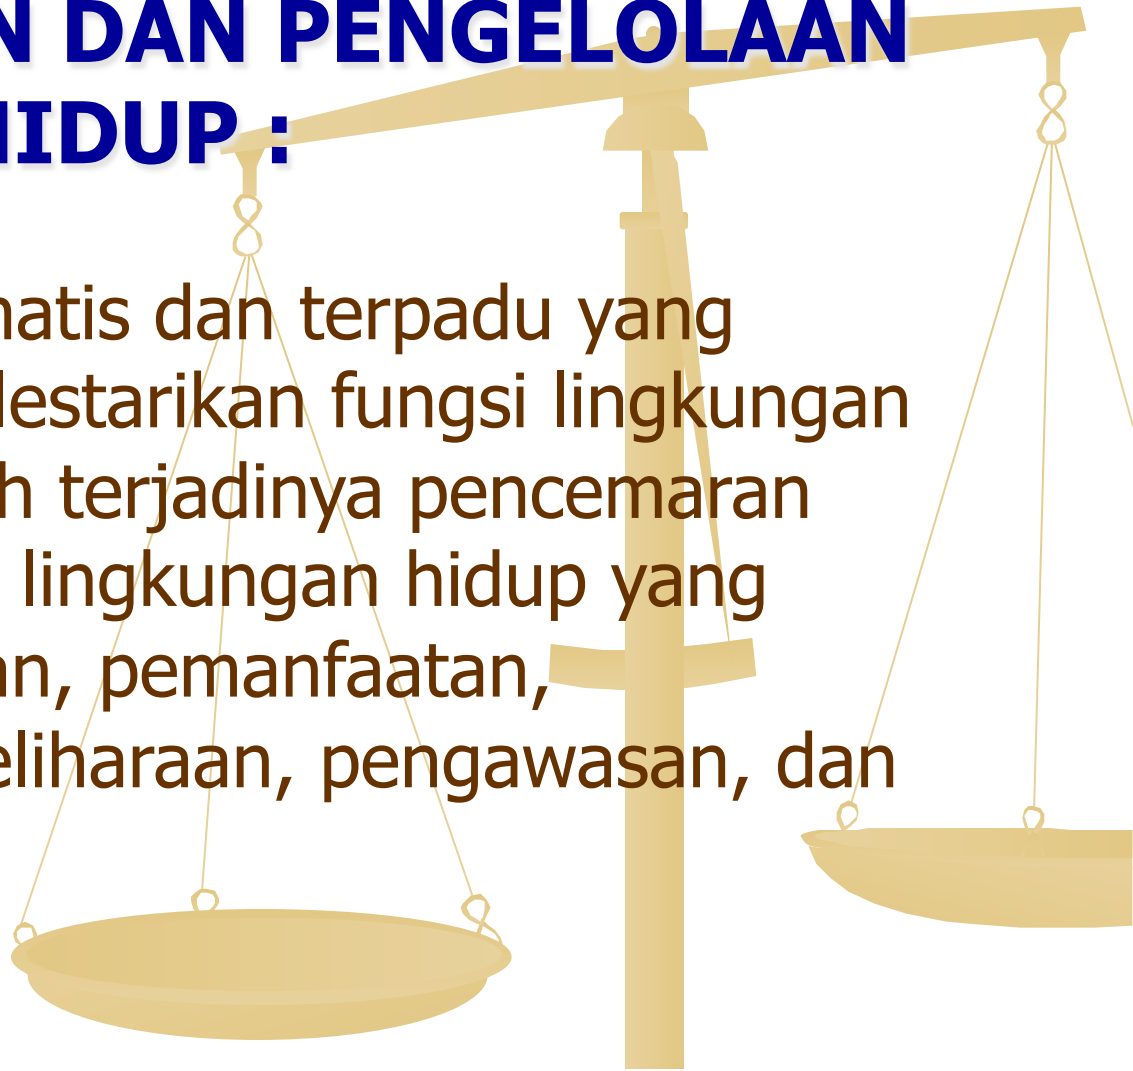 N DAN PENGELOLAAN
HIDUP :
natis dan terpadu yang
lestarikan fungsi lingkungan
h terjadinya pencemaran
lingkungan hidup yang
an, pemanfaatan,
eliharaan, pengawasan, dan